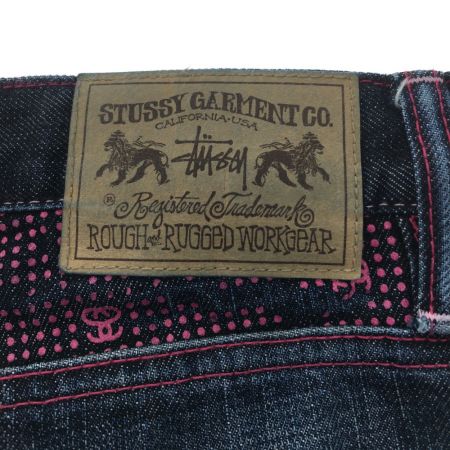 STUSSY GARMENT CO.
CALIFORNIA·USA
Stüssy
® Registered Trademark
ROUGH and RUGGED WORKGEAR